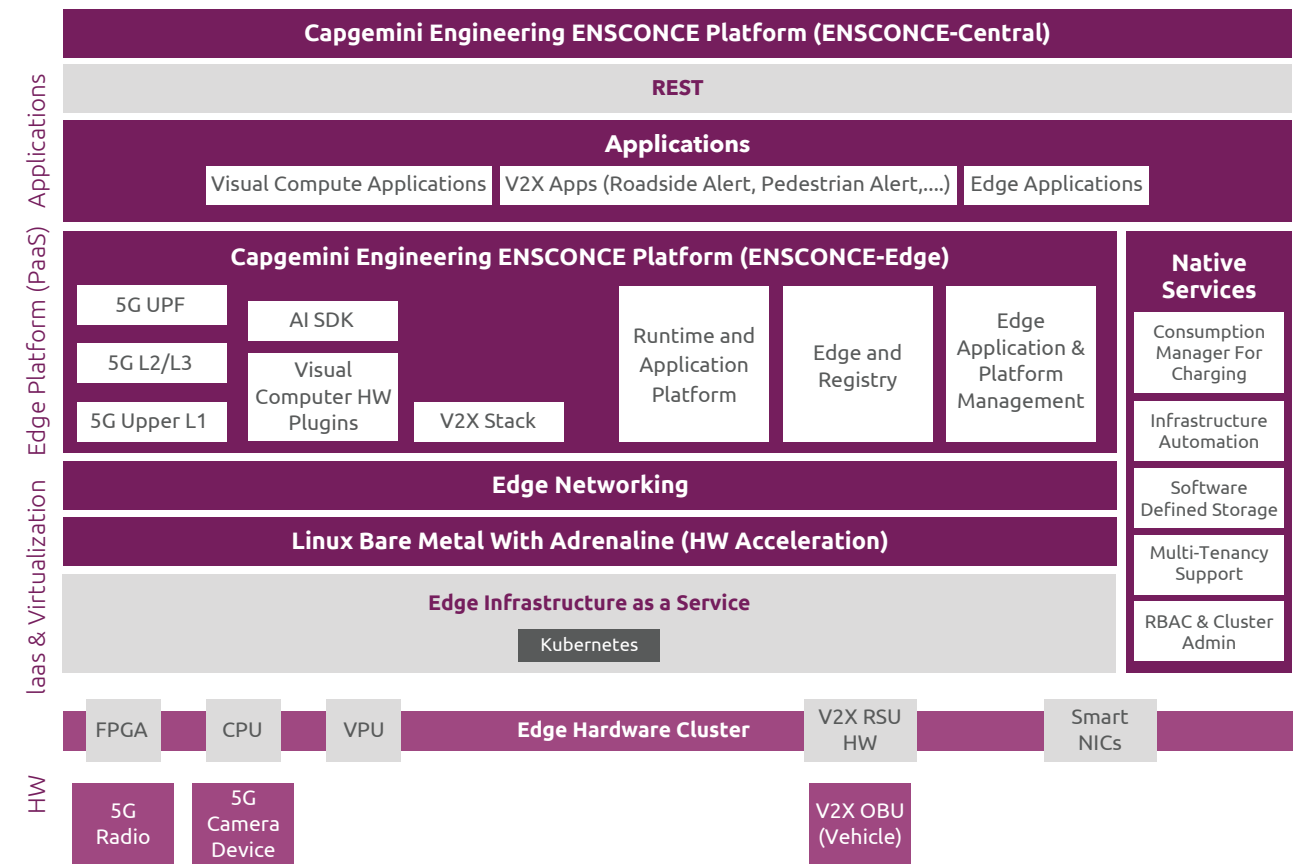 Capgemini Engineering ENSCONCE Platform (ENSCONCE-Central)
REST
Applications
Applications
Visual Compute Applications
V2X Apps (Roadside Alert, Pedestrian Alert,....)
Edge Applications
Edge Platform (PaaS)
Capgemini Engineering ENSCONCE Platform (ENSCONCE-Edge)
5G UPF
5G L2/L3
5G Upper L1
AI SDK
Visual
Computer HW
Plugins
V2X Stack
Runtime and
Application
Platform
Edge and
Registry
Edge
Application &
Platform
Management
Native
Services
Consumption
Manager For
Charging
Infrastructure
Automation
Software
Defined Storage
Multi-Tenancy
Support
RBAC & Cluster
Admin
Iaas & Virtualization
Edge Networking
Linux Bare Metal With Adrenaline (HW Acceleration)
Edge Infrastructure as a Service
Kubernetes
HW
FPGA
CPU
VPU
Edge Hardware Cluster
V2X RSU
HW
Smart
NICs
5G
Radio
5G
Camera
Device
V2X OBU
(Vehicle)